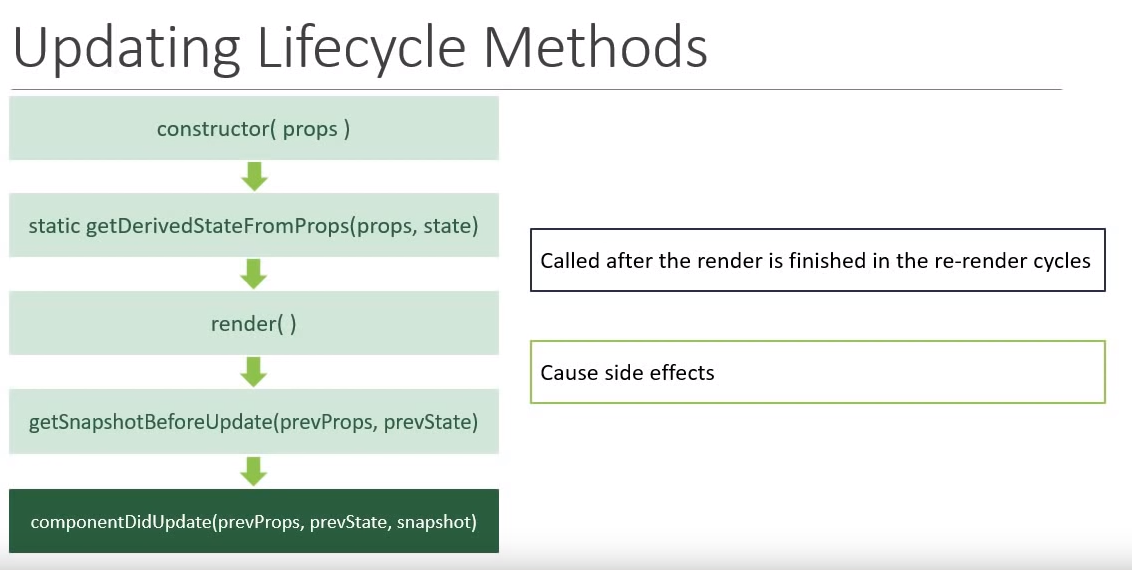 Updating Lifecycle Methods
constructor( props )
static getDerivedStateFromProps(props, state)
render( )
getSnapshotBeforeUpdate(prevProps, prevState)
componentDidUpdate(prevProps, prevState, snapshot)
Called after the render is finished in the re-render cycles
Cause side effects